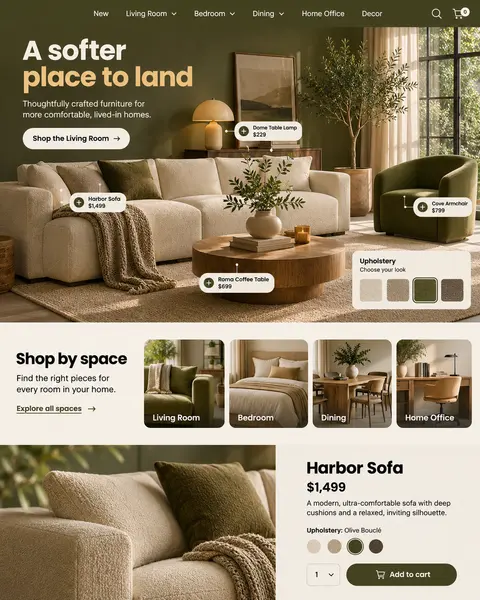 New
Living Room
Bedroom
Dining
Home Office
Decor
0
A softer
place to land
Thoughtfully crafted furniture for
more comfortable, lived-in homes.
Shop the Living Room →
Dome Table Lamp
$229
Harbor Sofa
$1,499
Cove Armchair
$799
Roma Coffee Table
$699
Upholstery
Choose your look
Shop by space
Find the right pieces for
every room in your home.
Explore all spaces →
Living Room
Bedroom
Dining
Home Office
Harbor Sofa
$1,499
A modern, ultra-comfortable sofa with deep
cushions and a relaxed, inviting silhouette.
Upholstery: Olive Bouclé
1
Add to cart